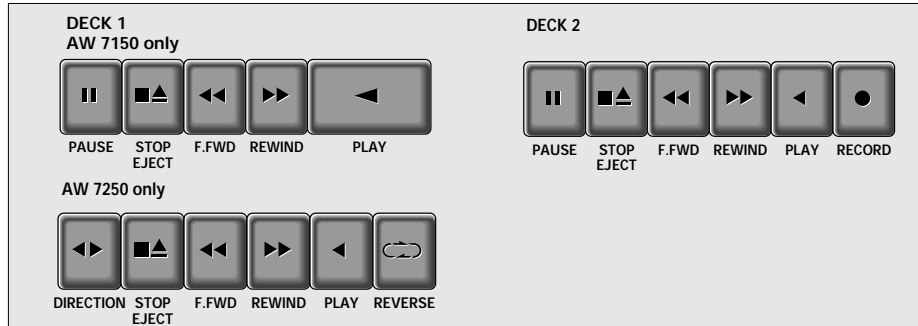 DECK 1
AW 7150 only
PAUSE STOP EJECT F.FWD REWIND PLAY
AW 7250 only
DIRECTION STOP EJECT F.FWD REWIND PLAY REVERSE
DECK 2
PAUSE STOP EJECT F.FWD REWIND PLAY RECORD